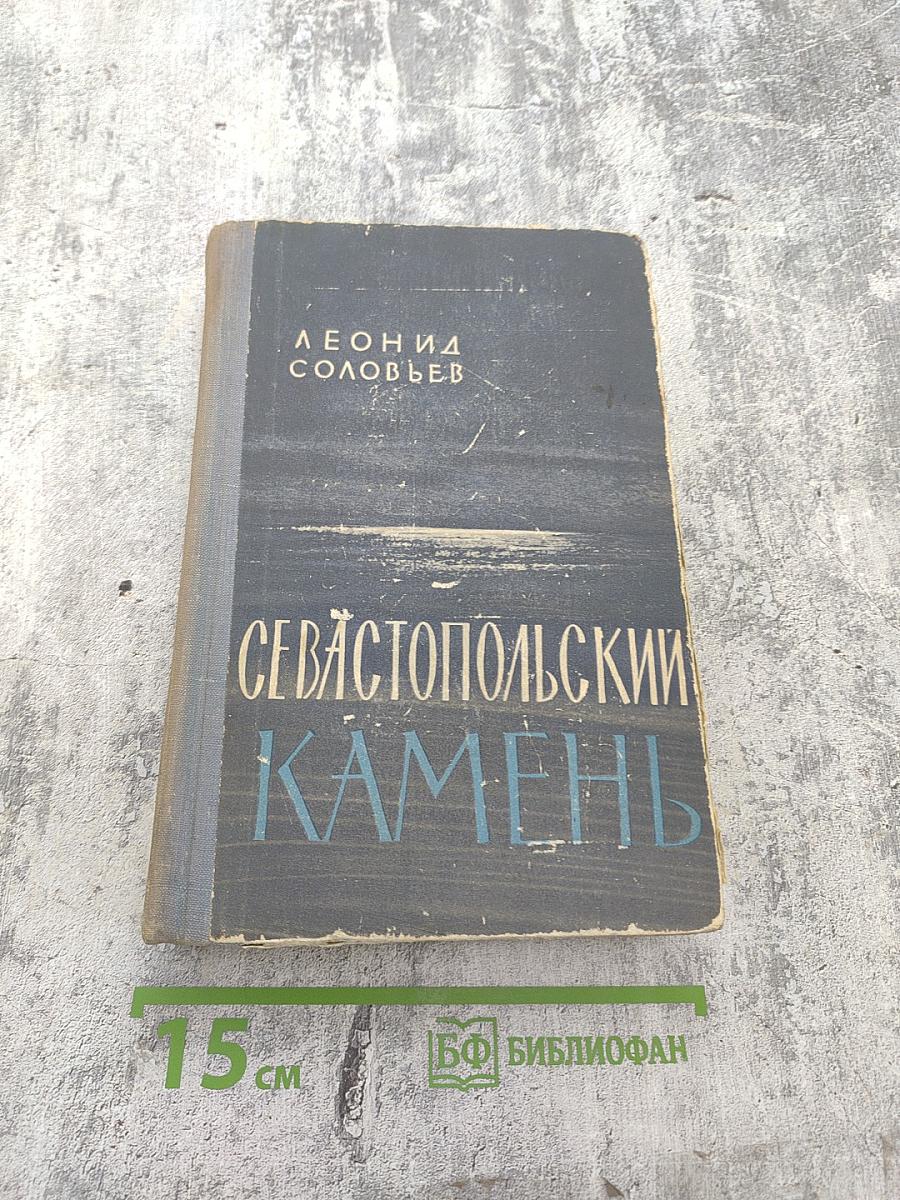 ЛЕОНИД
СОЛОВЬЕВ
СЕВАСТОПОЛЬСКИЙ
КАМЕНЬ
15 СМ
БФ БИБЛИОФАН